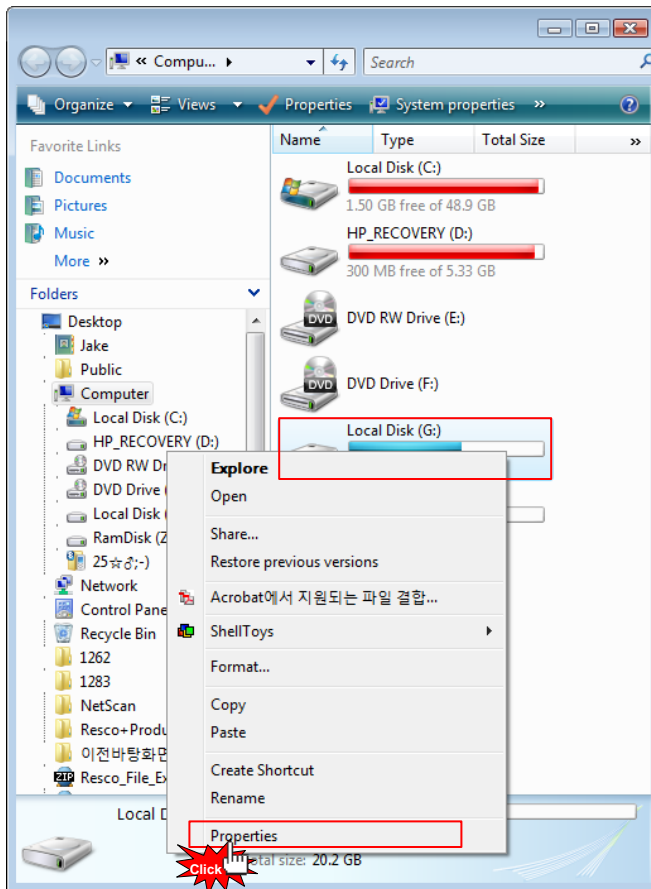 « Compu...
Search
Organize Views Properties System properties »
Favorite Links
Documents
Pictures
Music
More »
Folders
Desktop
Jake
Public
Computer
Local Disk (C:)
HP_RECOVERY (D:)
DVD RW Dr
DVD Drive
Local Disk
RamDisk (Z
25☆♂;-)
Network
Control Pane
Recycle Bin
1262
1283
NetScan
Resco+Produ
이전바탕화면
Resco_File_Ex
Name Type Total Size »
Local Disk (C:)
1.50 GB free of 48.9 GB
HP_RECOVERY (D:)
300 MB free of 5.33 GB
DVD RW Drive (E:)
DVD Drive (F:)
Local Disk (G:)
Explore
Open
Share...
Restore previous versions
Acrobat에서 지원되는 파일 결합...
ShellToys
Format...
Copy
Paste
Create Shortcut
Rename
Properties
Click
Local D
tal size: 20.2 GB